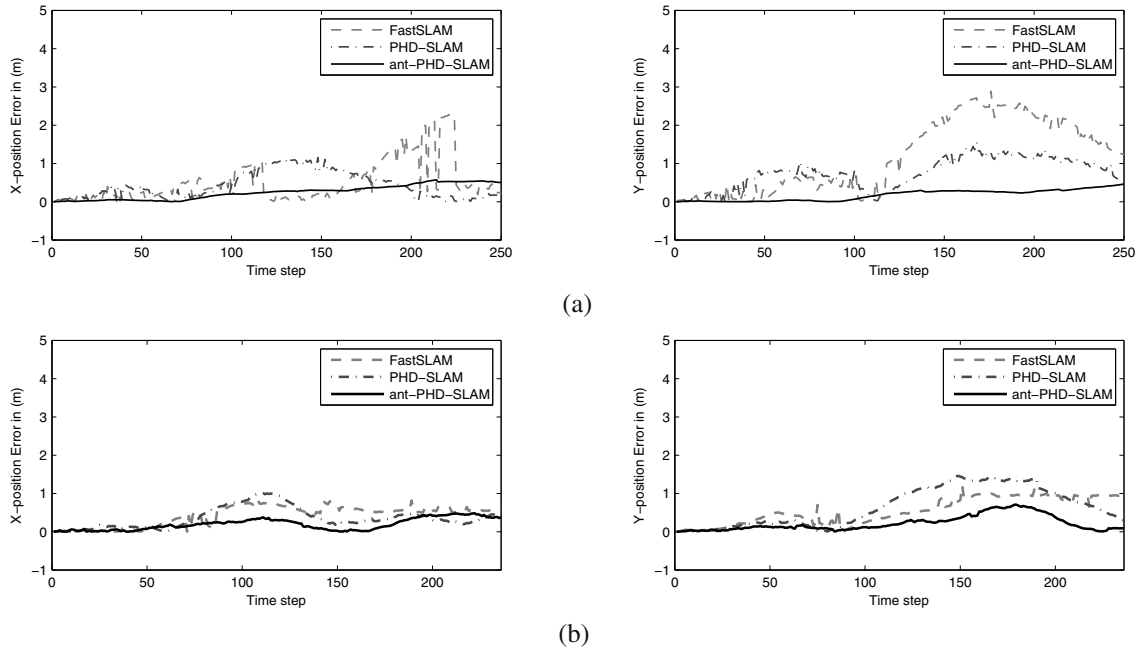 5
4
3
2
1
0
−1
0
50
100
150
200
250
X−position Error in (m)
Time step
FastSLAM
PHD−SLAM
ant−PHD−SLAM
5
4
3
2
1
0
−1
0
50
100
150
200
250
Y−position Error in (m)
Time step
FastSLAM
PHD−SLAM
ant−PHD−SLAM
(a)
5
4
3
2
1
0
−1
0
50
100
150
200
X−position Error in (m)
Time step
FastSLAM
PHD−SLAM
ant−PHD−SLAM
5
4
3
2
1
0
−1
0
50
100
150
200
Y−position Error in (m)
Time step
FastSLAM
PHD−SLAM
ant−PHD−SLAM
(b)